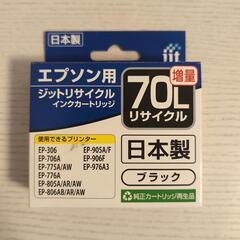 日本製
jit
エプソン用
ジットリサイクル
インクカートリッジ
増量
70L
リサイクル
使用できるプリンター
EP-306
EP-706A
EP-775A/AW
EP-776A
EP-805A/AR/AW
EP-806AB/AR/AW
EP-905A/F
EP-906F
EP-976A3
日本製
ブラック
純正カートリッジ再生品